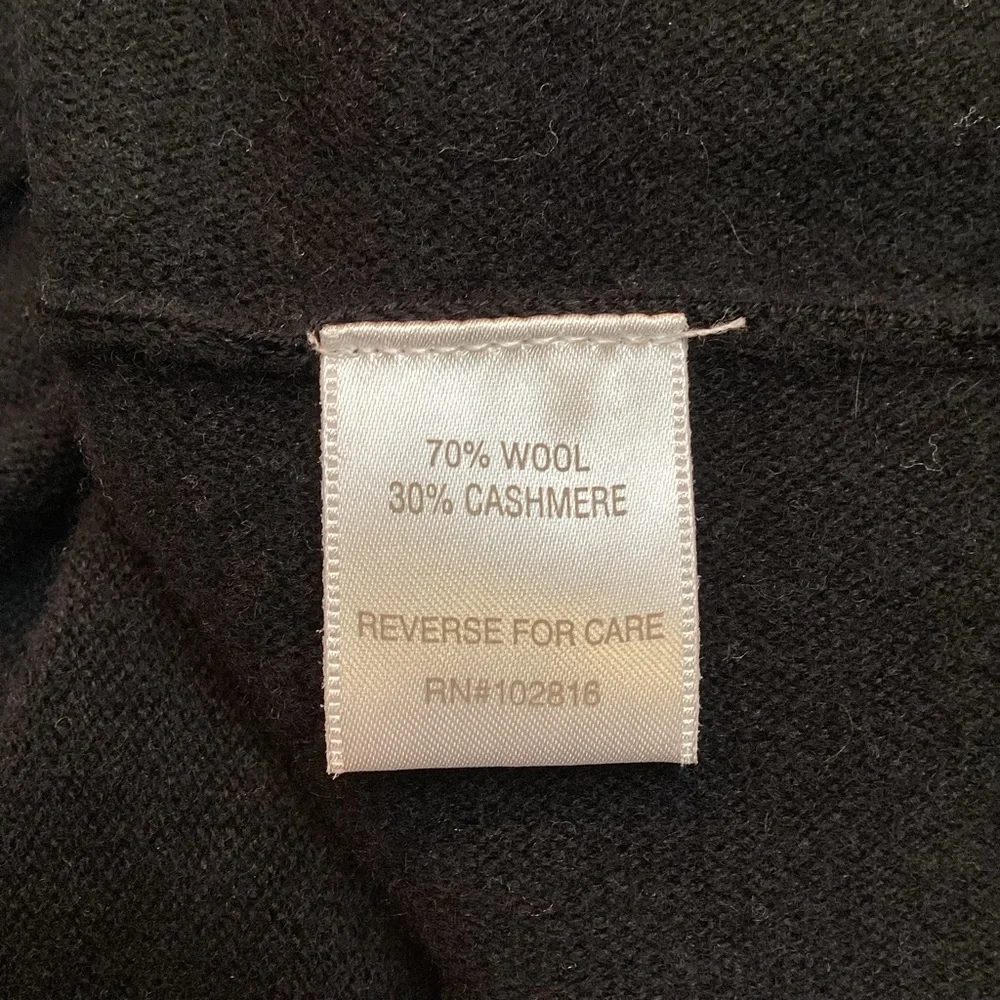 70% WOOL
30% CASHMERE
REVERSE FOR CARE
RN#102816